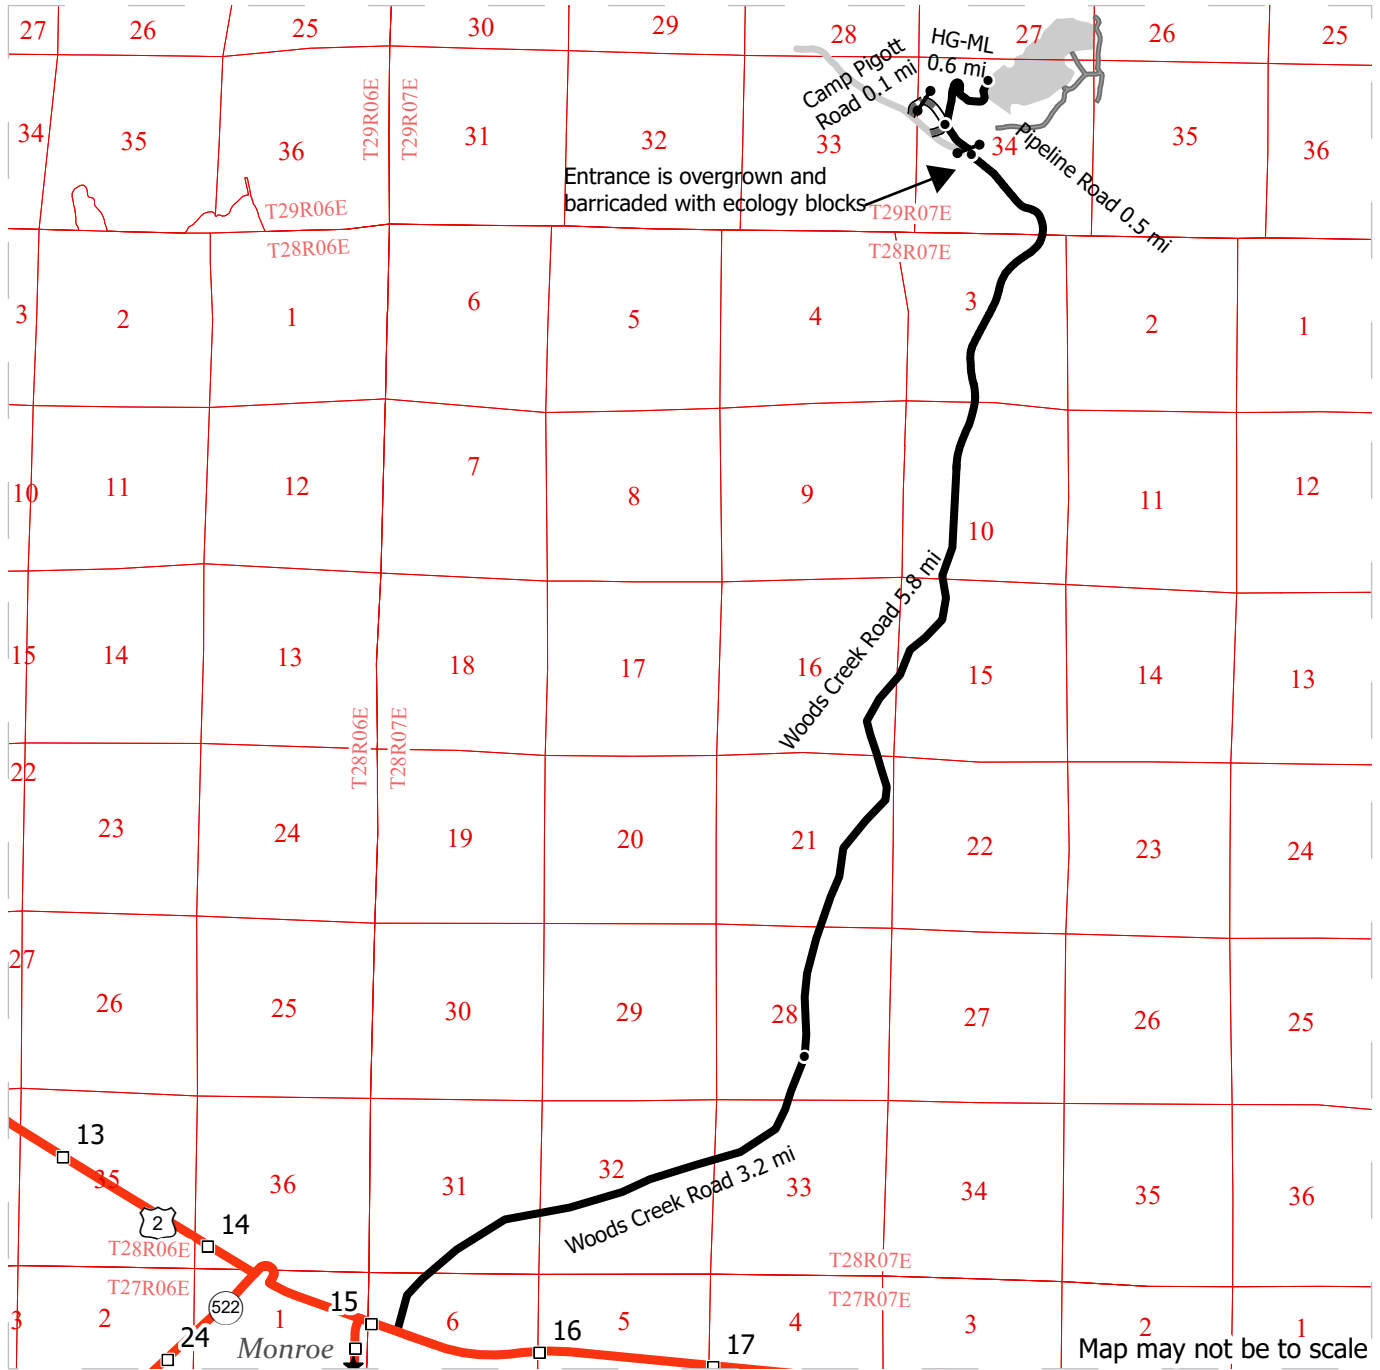 27 26 25 30 29 28 27 26 25
HG-ML
0.6 mi
Camp Pigott
Road 0.1 mi
34 35 36 31 32 33 34 35 36
T29R06E
T29R07E
Pipeline Road 0.5 mi
Entrance is overgrown and
barricaded with ecology blocks
T29R06E
T28R06E
T29R07E
T28R07E
3 2 1 6 5 4 3 2 1
10 11 12 7 8 9 10 11 12
Woods Creek Road 5.8 mi
15 14 13 18 17 16 15 14 13
T28R06E
T28R07E
22 23 24 19 20 21 22 23 24
27 26 25 30 29 28 27 26 25
13
35 36 31 32 33 34 35 36
Woods Creek Road 3.2 mi
2
14
T28R06E
T27R06E
T28R07E
T27R07E
522
15
3 2 1 6 5 4 3 2 1
24
Monroe
16
17
Map may not be to scale